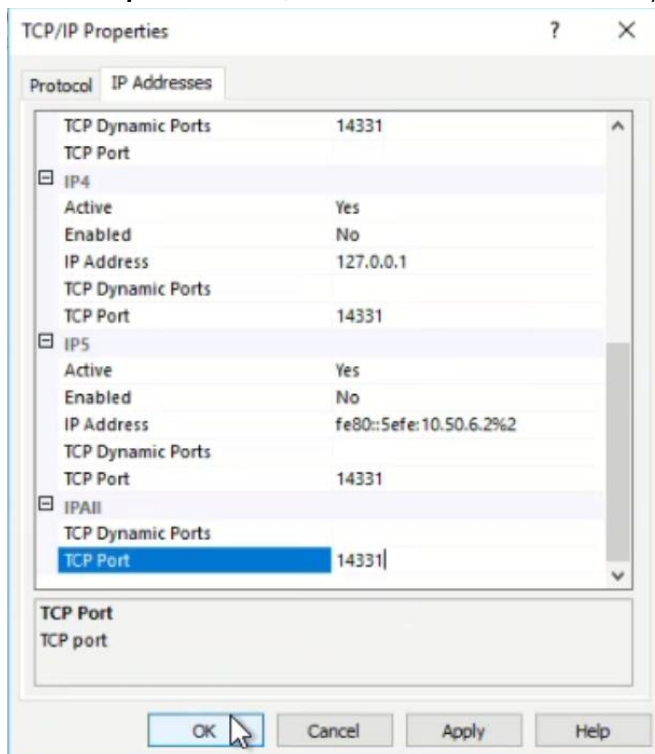 TCP/IP Properties ? ×
Protocol IP Addresses
TCP Dynamic Ports 14331
TCP Port
IP4
Active Yes
Enabled No
IP Address 127.0.0.1
TCP Dynamic Ports
TCP Port 14331
IP5
Active Yes
Enabled No
IP Address fe80::5efe:10.50.6.2%2
TCP Dynamic Ports
TCP Port 14331
IPAll
TCP Dynamic Ports
TCP Port 14331
TCP Port
TCP port
OK Cancel Apply Help